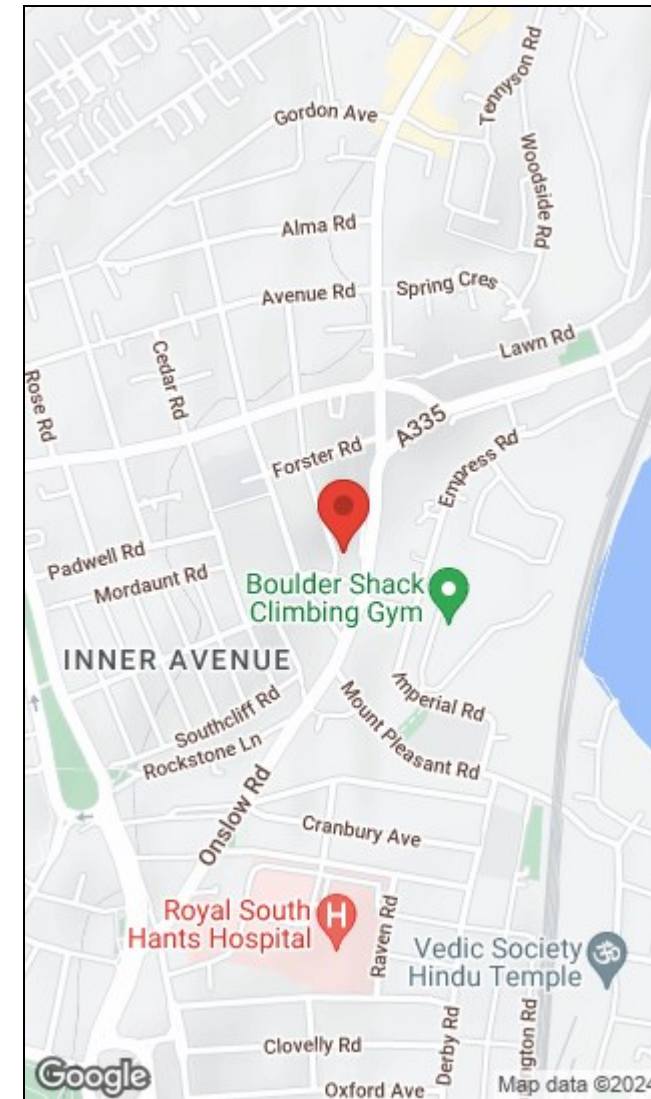 Tennyson Rd
Gordon Ave
Woodside Rd
Alma Rd
Spring Cres
Avenue Rd
Lawn Rd
Cedar Rd
Rose Rd
A335
Forster Rd
Empress Rd
Padwell Rd
Mordaunt Rd
Boulder Shack
Climbing Gym
INNER AVENUE
Imperial Rd
Southcliff Rd
Mount Pleasant Rd
Rockstone Ln
Onslow Rd
Cranbury Ave
Royal South
Hants Hospital
H
Raven Rd
Vedic Society
Hindu Temple
ॐ
Derby Rd
ington Rd
Clovelly Rd
Oxford Ave
Google
Map data ©2024